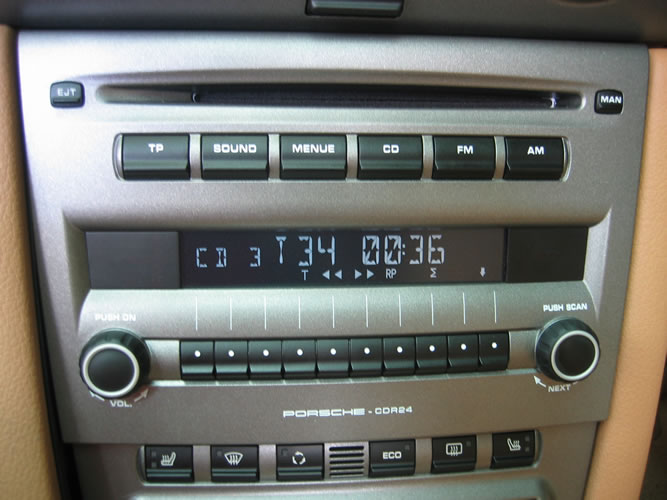 EJT MAN
TP SOUND MENUE CD FM AM
CD 3 T34 00:36
T RP Σ
PUSH ON PUSH SCAN
VOL. NEXT
PORSCHE - CDR24
ECO